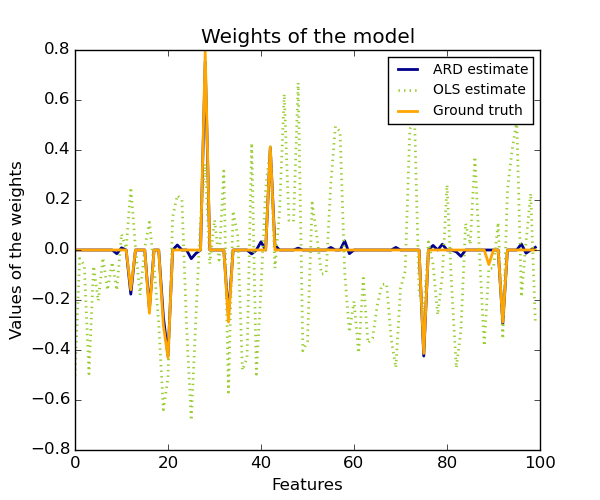 Weights of the model
ARD estimate
OLS estimate
Ground truth
Values of the weights
0.8
0.6
0.4
0.2
0.0
−0.2
−0.4
−0.6
−0.8
0 20 40 60 80 100
Features